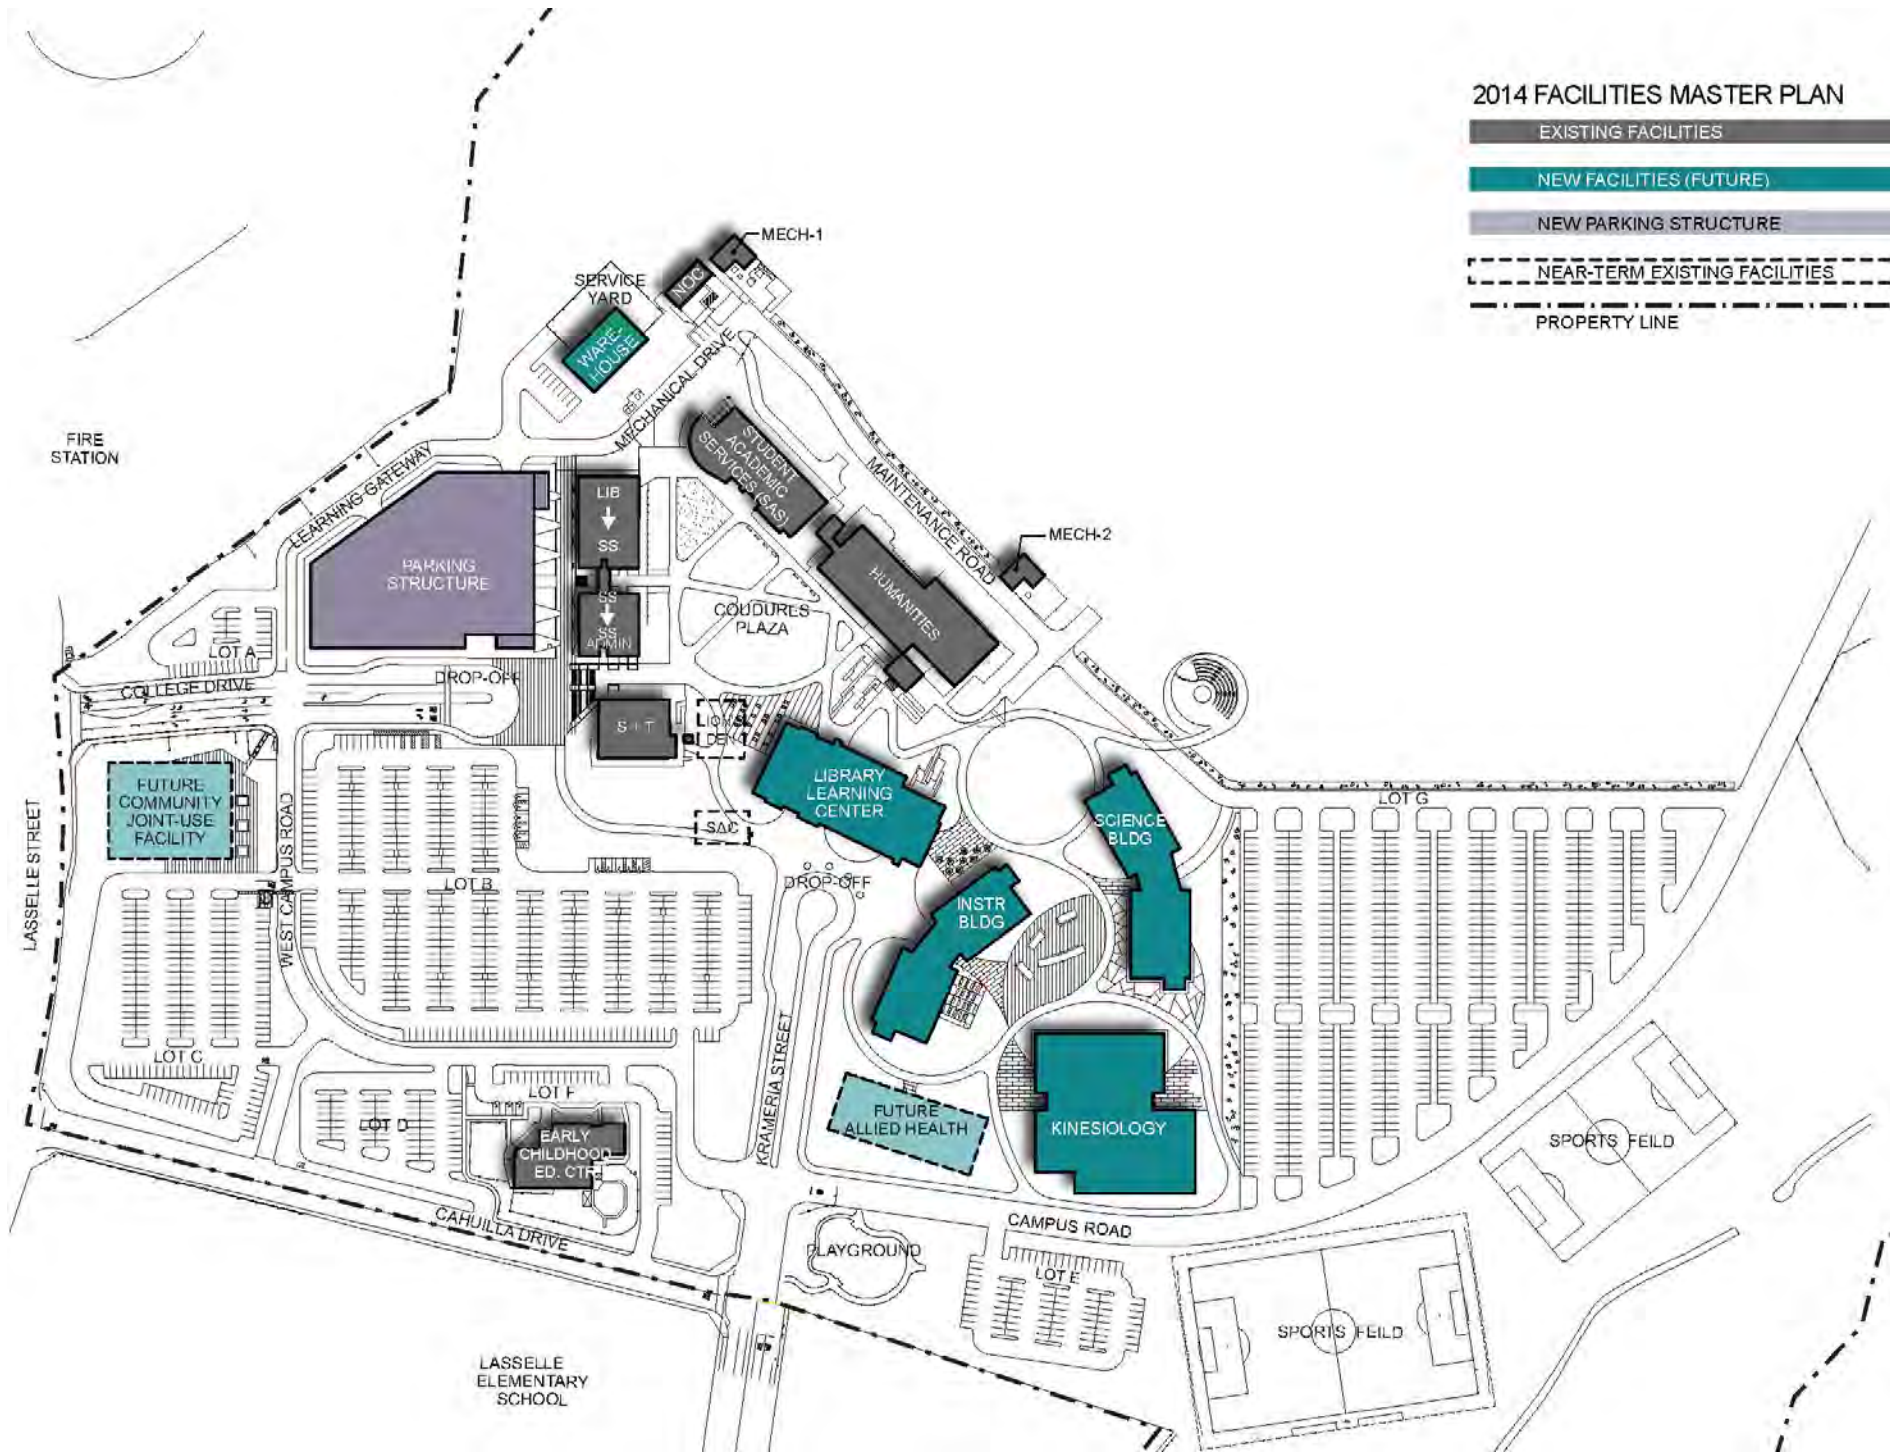 2014 FACILITIES MASTER PLAN
EXISTING FACILITIES
NEW FACILITIES (FUTURE)
NEW PARKING STRUCTURE
NEAR-TERM EXISTING FACILITIES
PROPERTY LINE
MECH-1
NOC
SERVICE
YARD
WARE-
HOUSE
MECHANICAL DRIVE
FIRE
STATION
LEARNING GATEWAY
STUDENT
ACADEMIC
SERVICES (SAS)
MAINTENANCE ROAD
LIB
SS
PARKING
STRUCTURE
MECH-2
HUMANITIES
SS
SS
ADMIN
COUDURES
PLAZA
LOT A
COLLEGE DRIVE
DROP-OFF
S + T
LION'S
DEN
LIBRARY
LEARNING
CENTER
FUTURE
COMMUNITY
JOINT-USE
FACILITY
LASSELLE STREET
WEST CAMPUS ROAD
SAC
SCIENCE
BLDG
LOT G
LOT B
DROP-OFF
INSTR
BLDG
LOT C
KRAMERIA STREET
LOT F
LOT D
EARLY
CHILDHOOD
ED. CTR
FUTURE
ALLIED HEALTH
KINESIOLOGY
SPORTS FEILD
CAHUILLA DRIVE
CAMPUS ROAD
PLAYGROUND
LOT E
SPORTS FEILD
LASSELLE
ELEMENTARY
SCHOOL